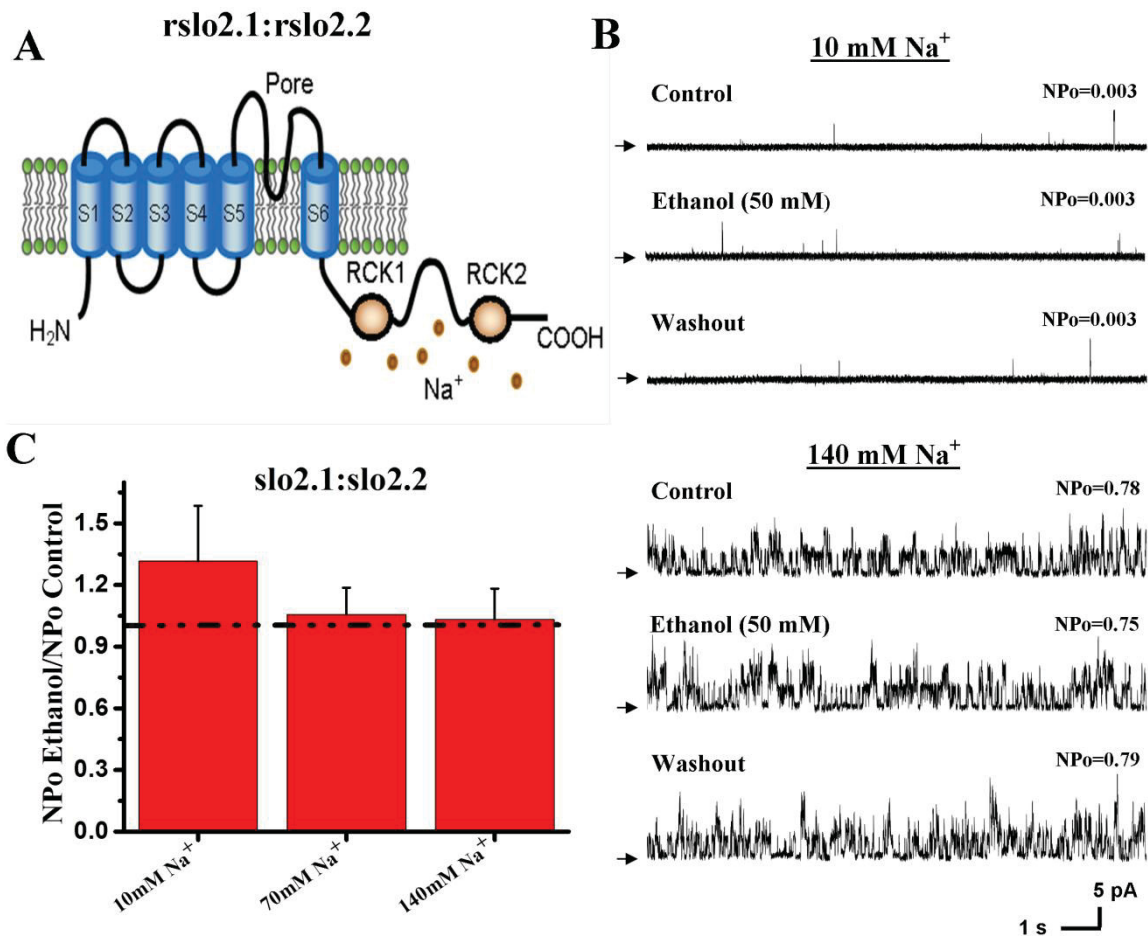 A
rslo2.1:rslo2.2
Pore
S1 S2 S3 S4 S5 S6
RCK1 RCK2
H₂N
COOH
Na⁺
B
10 mM Na⁺
Control NPo=0.003
Ethanol (50 mM) NPo=0.003
Washout NPo=0.003
140 mM Na⁺
Control NPo=0.78
Ethanol (50 mM) NPo=0.75
Washout NPo=0.79
5 pA
1 s
C
slo2.1:slo2.2
NPo Ethanol/NPo Control
1.5
1.2
0.9
0.6
0.3
0.0
10mM Na⁺
70mM Na⁺
140mM Na⁺